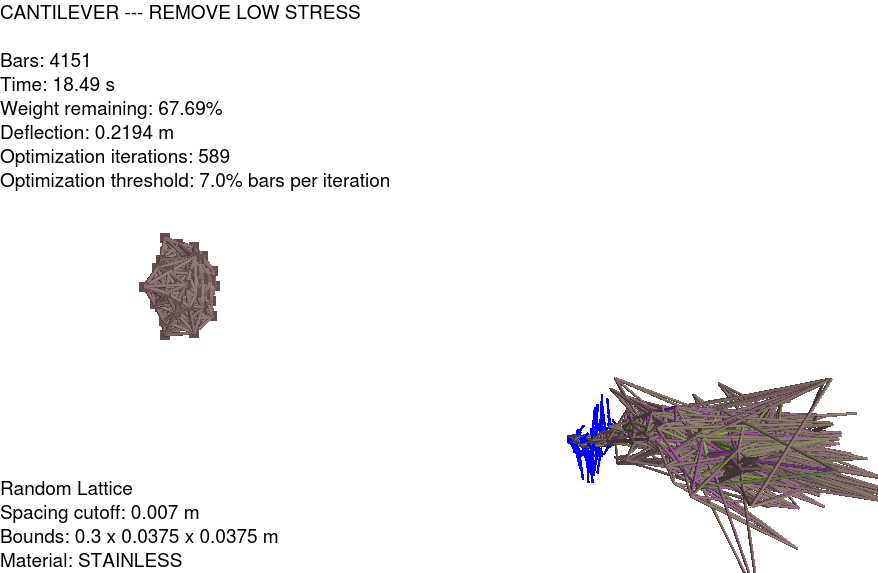 CANTILEVER --- REMOVE LOW STRESS
Bars: 4151
Time: 18.49 s
Weight remaining: 67.69%
Deflection: 0.2194 m
Optimization iterations: 589
Optimization threshold: 7.0% bars per iteration
Random Lattice
Spacing cutoff: 0.007 m
Bounds: 0.3 x 0.0375 x 0.0375 m
Material: STAINLESS